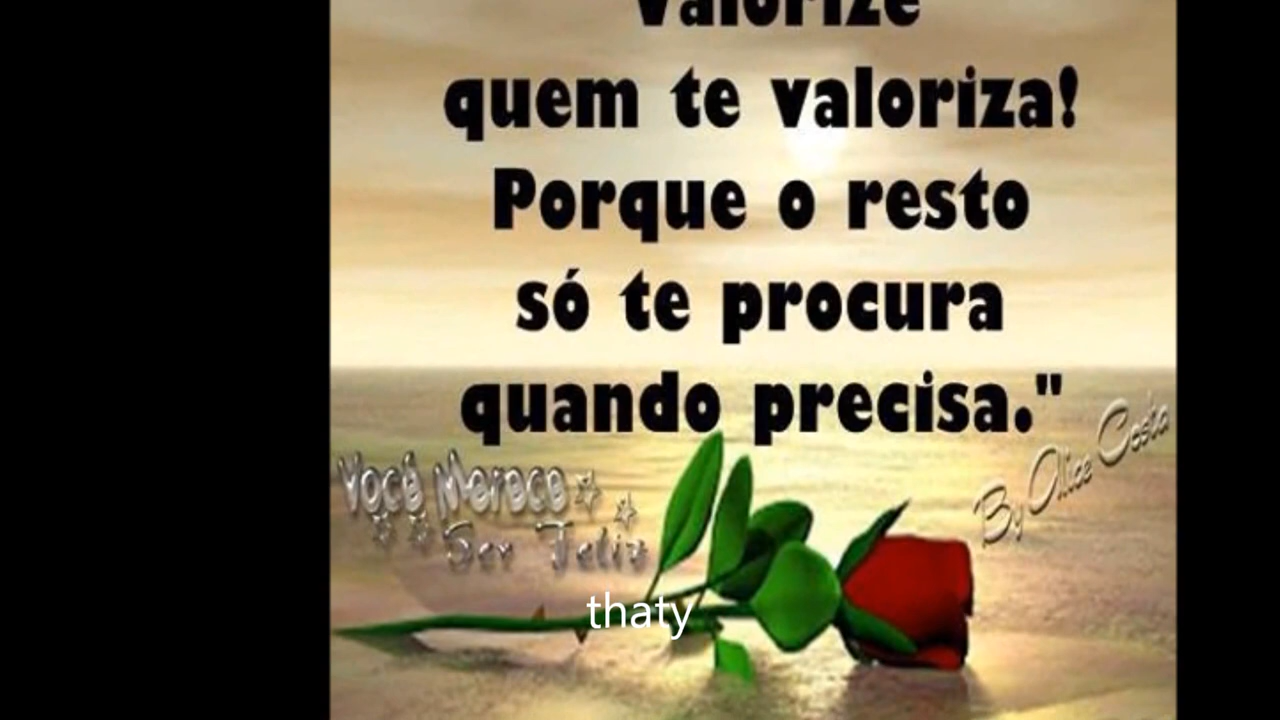 Valorize
quem te valoriza!
Porque o resto
só te procura
quando precisa."
By Alice Costa
Você Merece
Ser Feliz
thaty